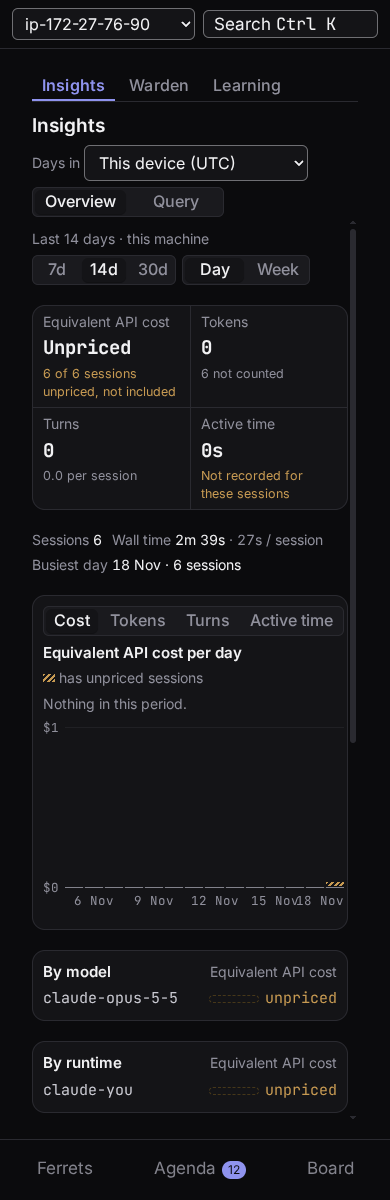 ip-172-27-76-90 Search Ctrl K
Insights Warden Learning
Insights
Days in This device (UTC)
Overview Query
Last 14 days · this machine
7d 14d 30d Day Week
Equivalent API cost
Unpriced
6 of 6 sessions
unpriced, not included
Tokens
0
6 not counted
Turns
0
0.0 per session
Active time
0s
Not recorded for
these sessions
Sessions 6 Wall time 2m 39s · 27s / session
Busiest day 18 Nov · 6 sessions
Cost Tokens Turns Active time
Equivalent API cost per day
has unpriced sessions
Nothing in this period.
$1
$0
6 Nov 9 Nov 12 Nov 15 Nov 18 Nov
By model Equivalent API cost
claude-opus-5-5 unpriced
By runtime Equivalent API cost
claude-you unpriced
Ferrets Agenda 12 Board